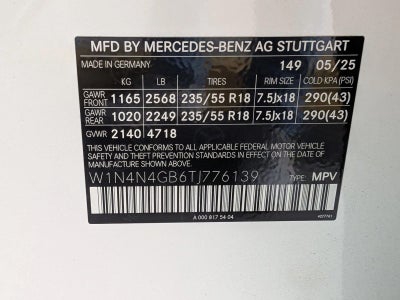 MFD BY MERCEDES-BENZ AG STUTTGART
MADE IN GERMANY 149 05/25
KG LB TIRES RIM SIZE COLD KPA (PSI)
GAWR FRONT 1165 2568 235/55 R18 7.5Jx18 290(43)
GAWR REAR 1020 2249 235/55 R18 7.5Jx18 290(43)
GVWR 2140 4718
THIS VEHICLE CONFORMS TO ALL APPLICABLE FEDERAL MOTOR VEHICLE
SAFETY, BUMPER, AND THEFT PREVENTION STANDARDS IN EFFECT
ON THE DATE OF MANUFACTURE SHOWN ABOVE.
W1N4N4GB6TJ776139 TYPE: MPV
A 000 817 54 04